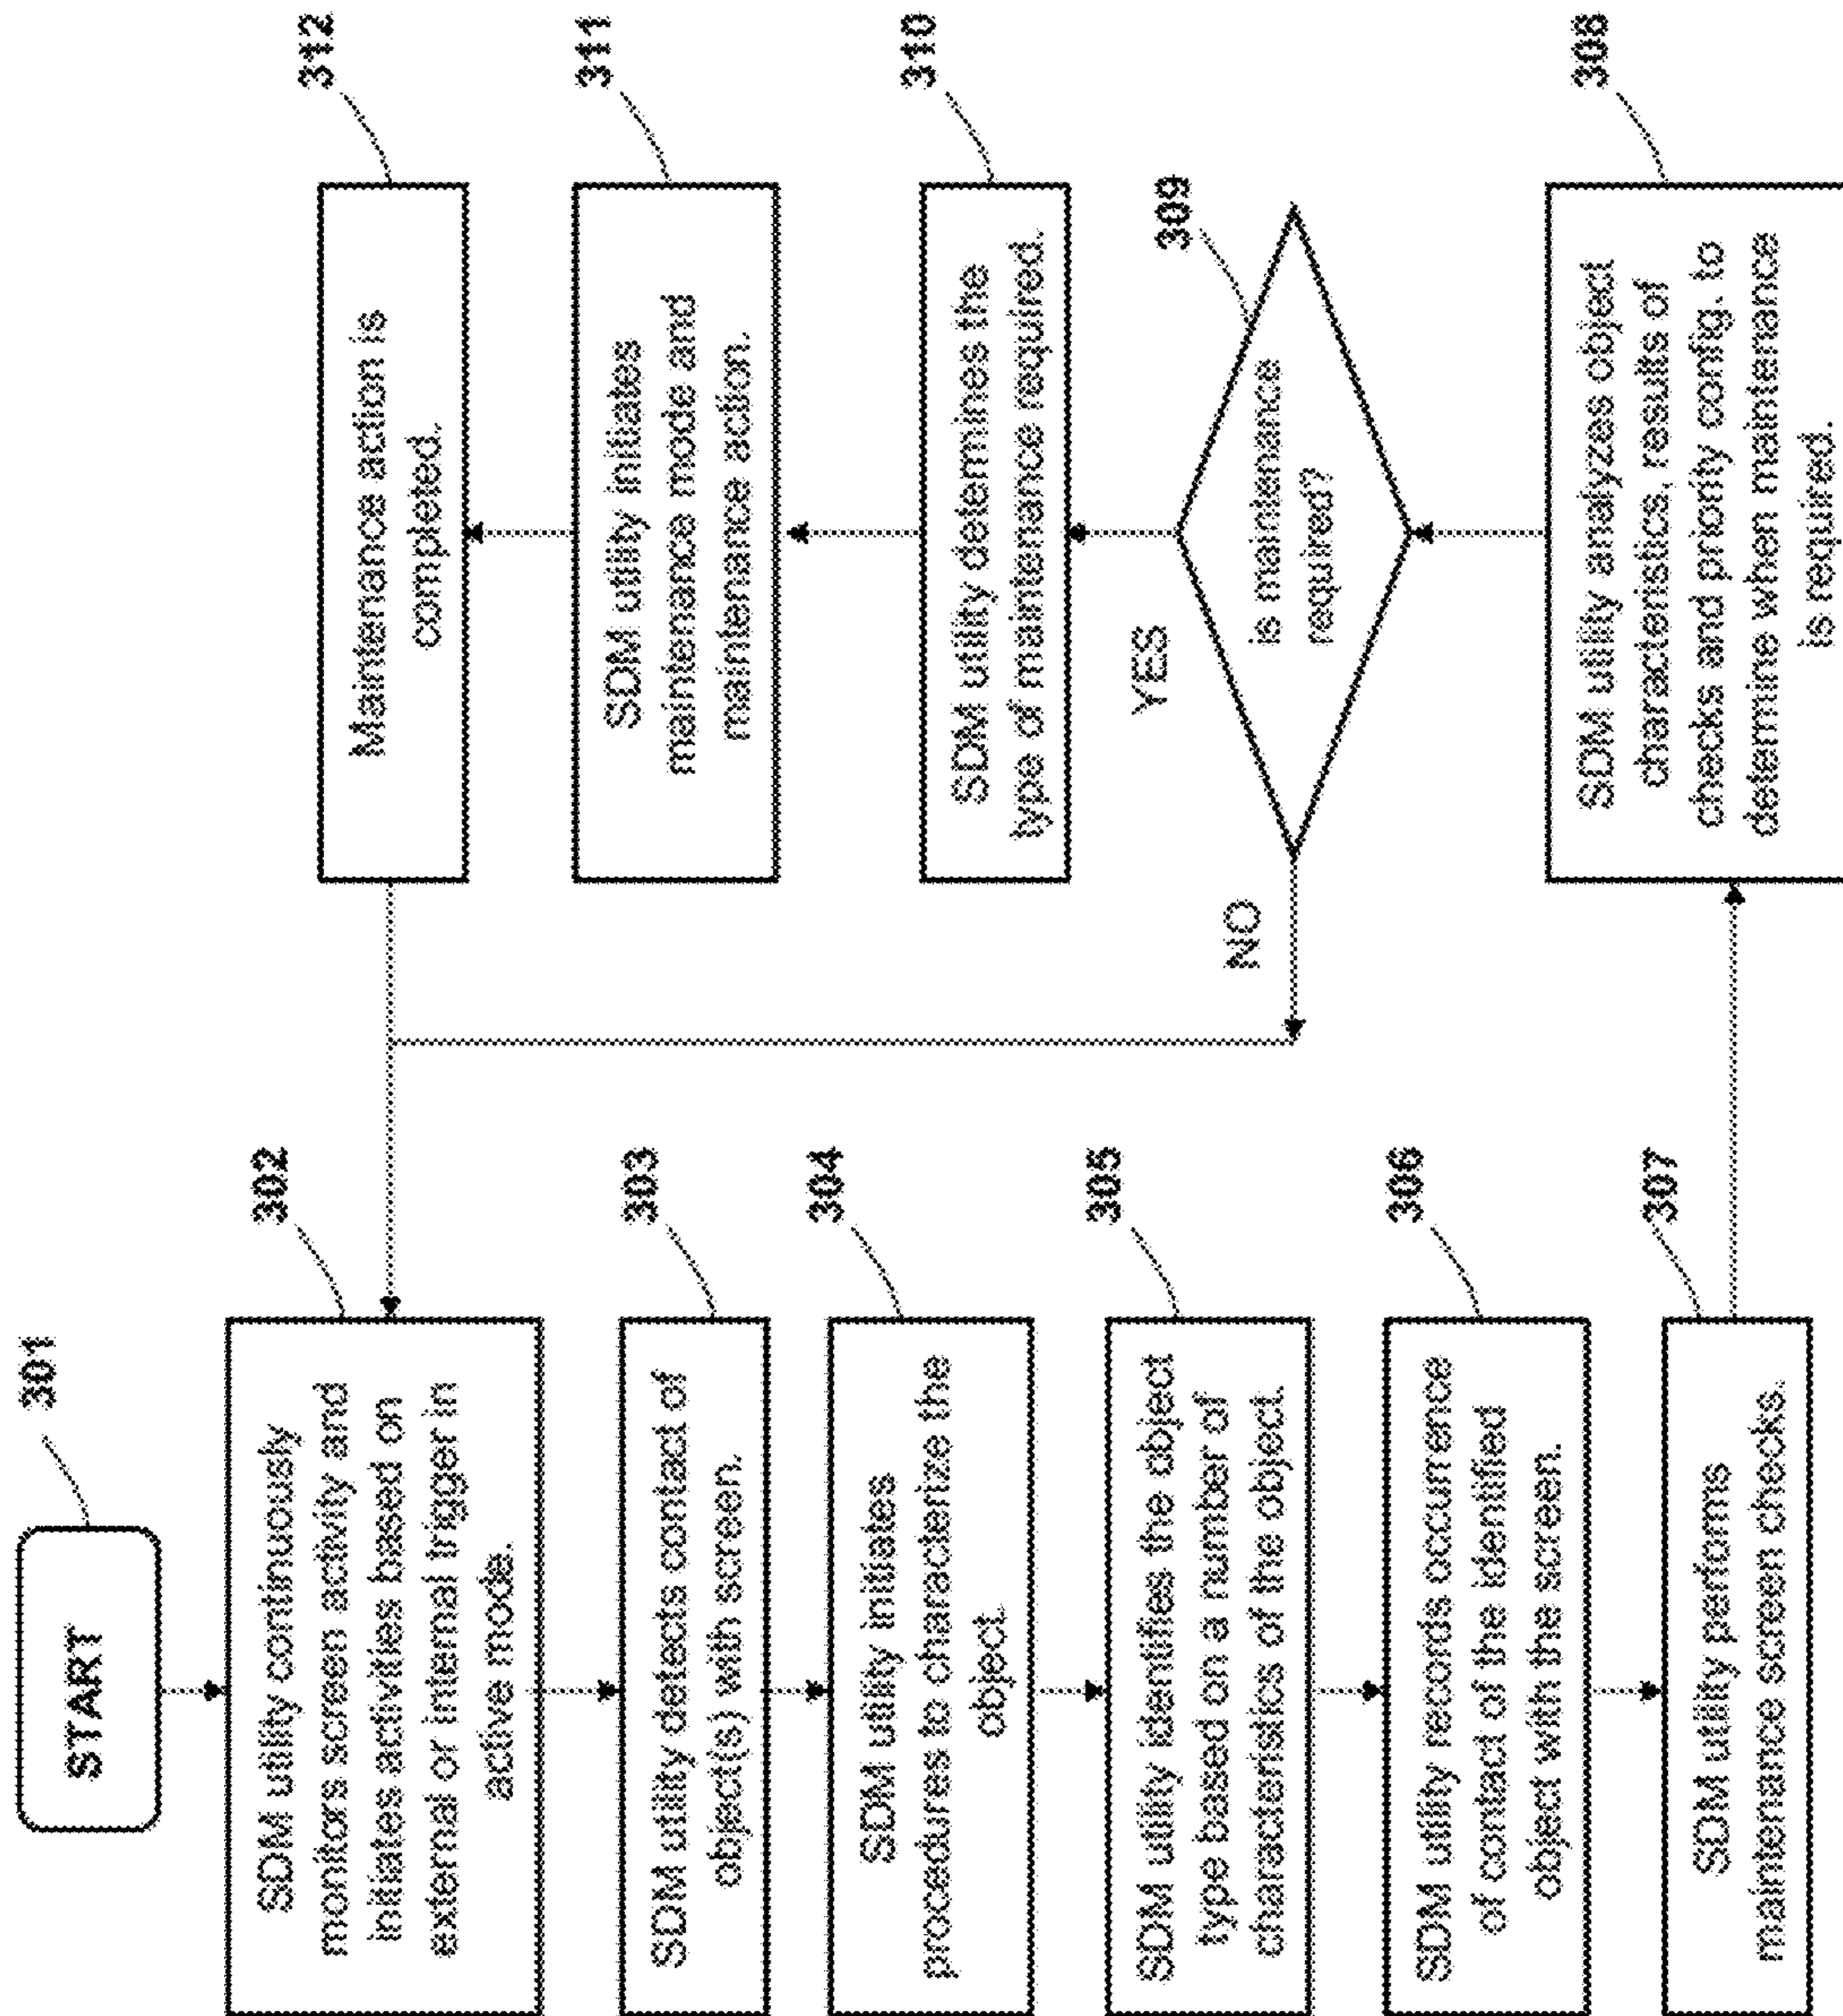 301
START
302
SDM utility continuously
monitors screen activity and
initiates activities based on
external or internal trigger in
active mode.
303
SDM utility detects contact of
object(s) with screen.
304
SDM utility initiates
procedures to characterize the
object.
305
SDM utility identifies the object
type based on a number of
characteristics of the object.
306
SDM utility records occurrence
of contact of the identified
object with the screen.
307
SDM utility performs
maintenance screen checks.
308
SDM utility analyzes object
characteristics, results of
checks and priority config. to
determine when maintenance
is required.
309
is maintenance
required?
YES
NO
310
SDM utility determines the
type of maintenance required.
311
SDM utility initiates
maintenance mode and
maintenance action.
312
Maintenance action is
completed.